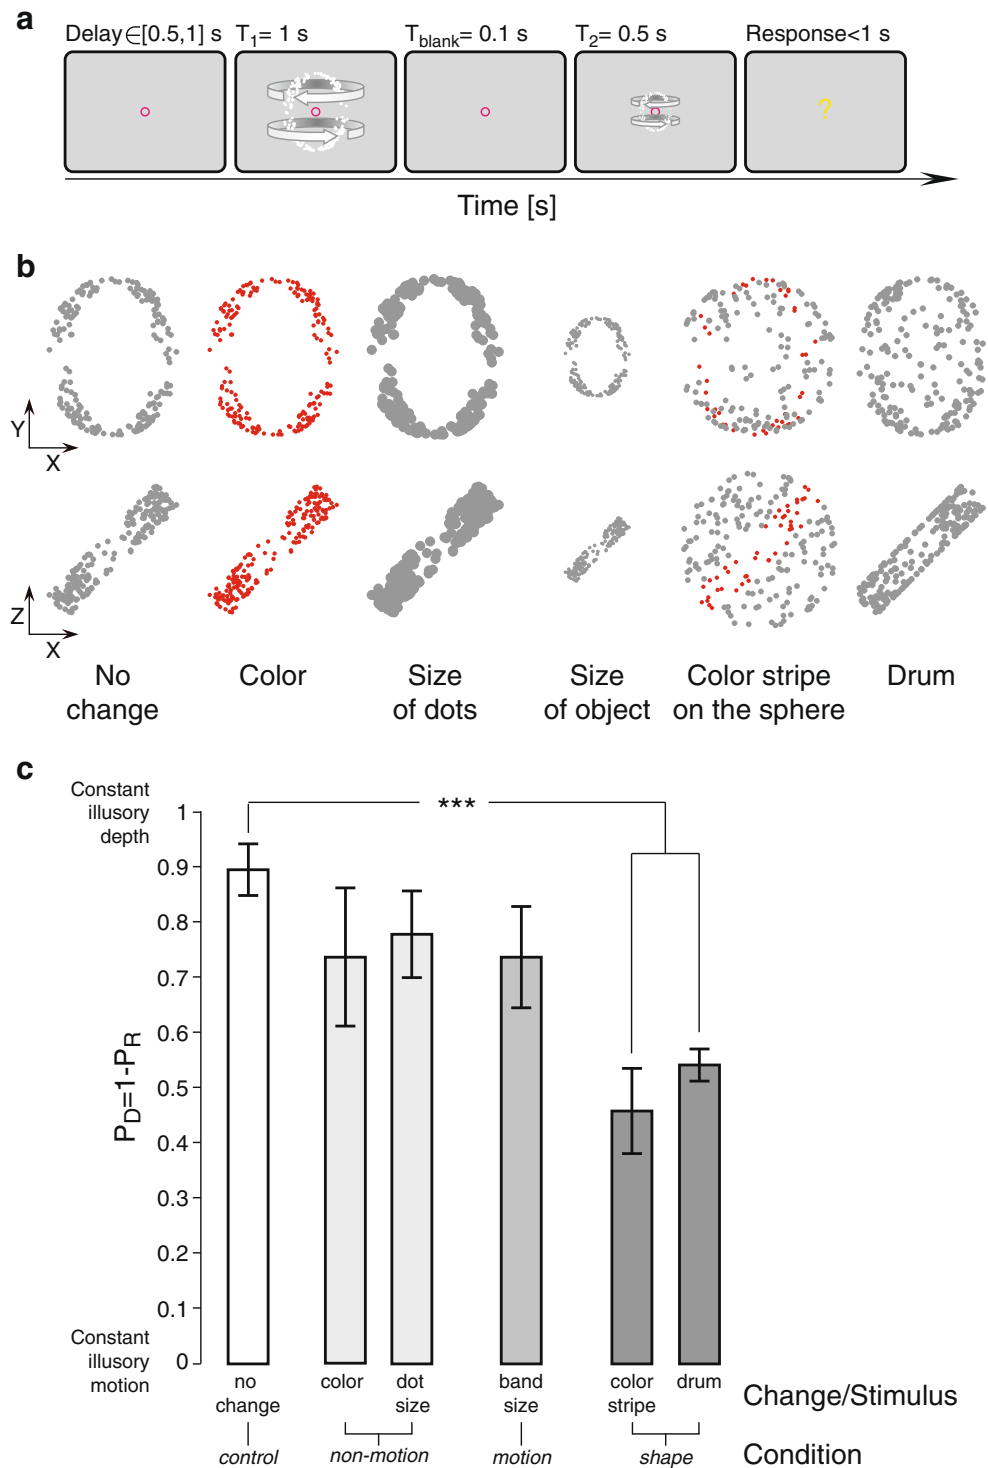 a
Delay∈[0.5,1] s
T1= 1 s
Tblank= 0.1 s
T2= 0.5 s
Response<1 s
?
Time [s]
b
Y
X
Z
X
No
change
Color
Size
of dots
Size
of object
Color stripe
on the sphere
Drum
c
Constant
illusory
depth
***
1
0.9
0.8
0.7
0.6
0.5
0.4
0.3
0.2
0.1
0
PD=1-PR
Constant
illusory
motion
no
change
color
dot
size
band
size
color
stripe
drum
Change/Stimulus
control
non-motion
motion
shape
Condition